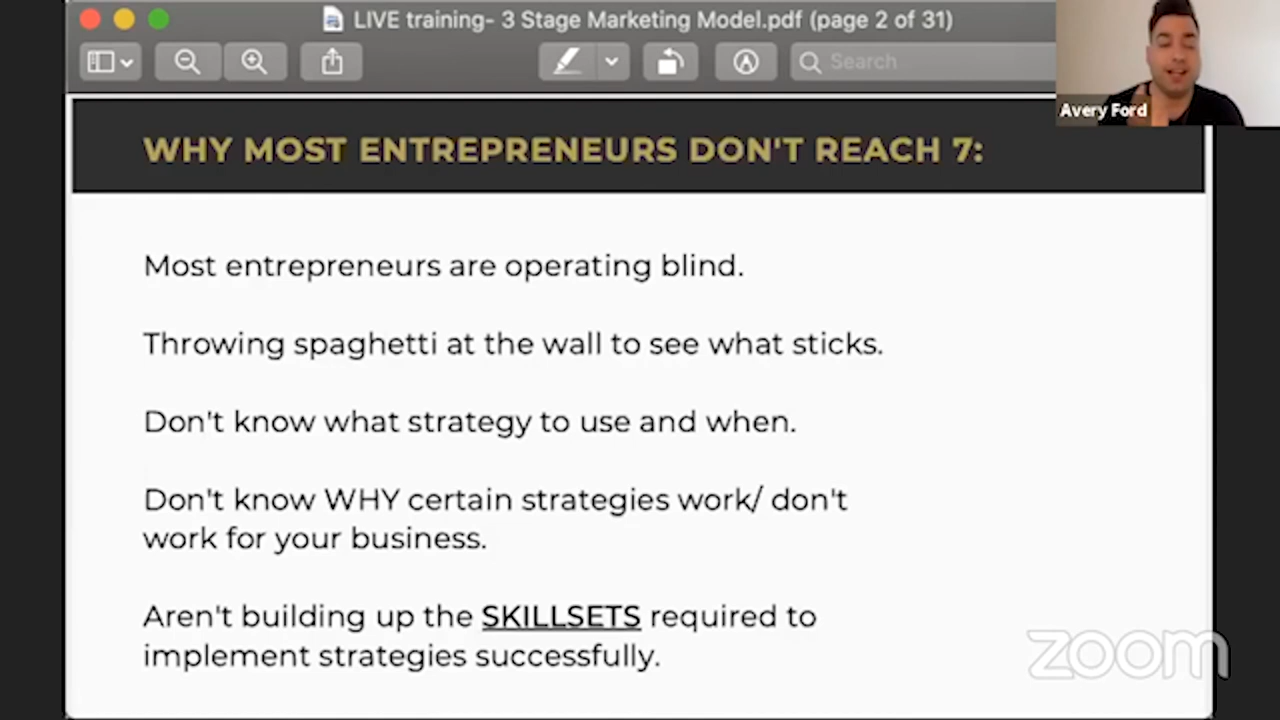 LIVE training- 3 Stage Marketing Model.pdf (page 2 of 31)
Search
Avery Ford
WHY MOST ENTREPRENEURS DON'T REACH 7:
Most entrepreneurs are operating blind.
Throwing spaghetti at the wall to see what sticks.
Don't know what strategy to use and when.
Don't know WHY certain strategies work/ don't
work for your business.
Aren't building up the SKILLSETS required to
implement strategies successfully.
zoom